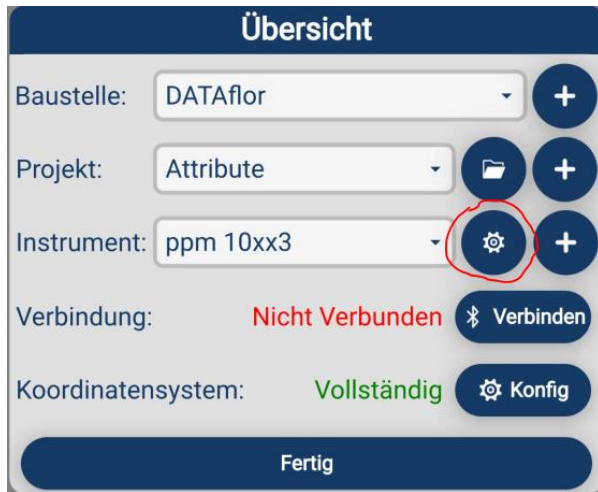 Übersicht
Baustelle: DATAflor +
Projekt: Attribute +
Instrument: ppm 10xx3 +
Verbindung: Nicht Verbunden Verbinden
Koordinatensystem: Vollständig Konfig
Fertig